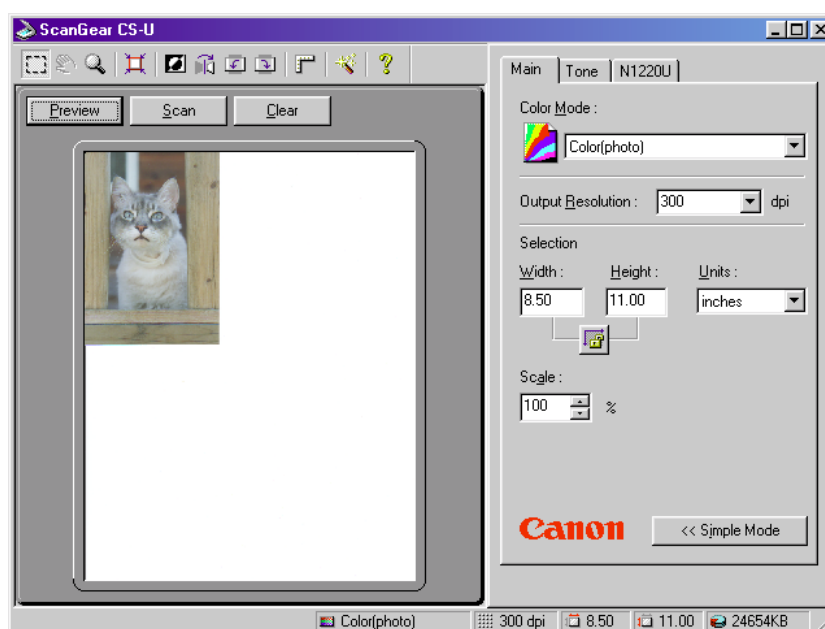 ScanGear CS-U
Preview Scan Clear
Main Tone N1220U
Color Mode :
Color(photo)
Output Resolution : 300 dpi
Selection
Width : Height : Units :
8.50 11.00 inches
Scale :
100 %
Canon << Simple Mode
Color(photo) 300 dpi 8.50 11.00 24654KB